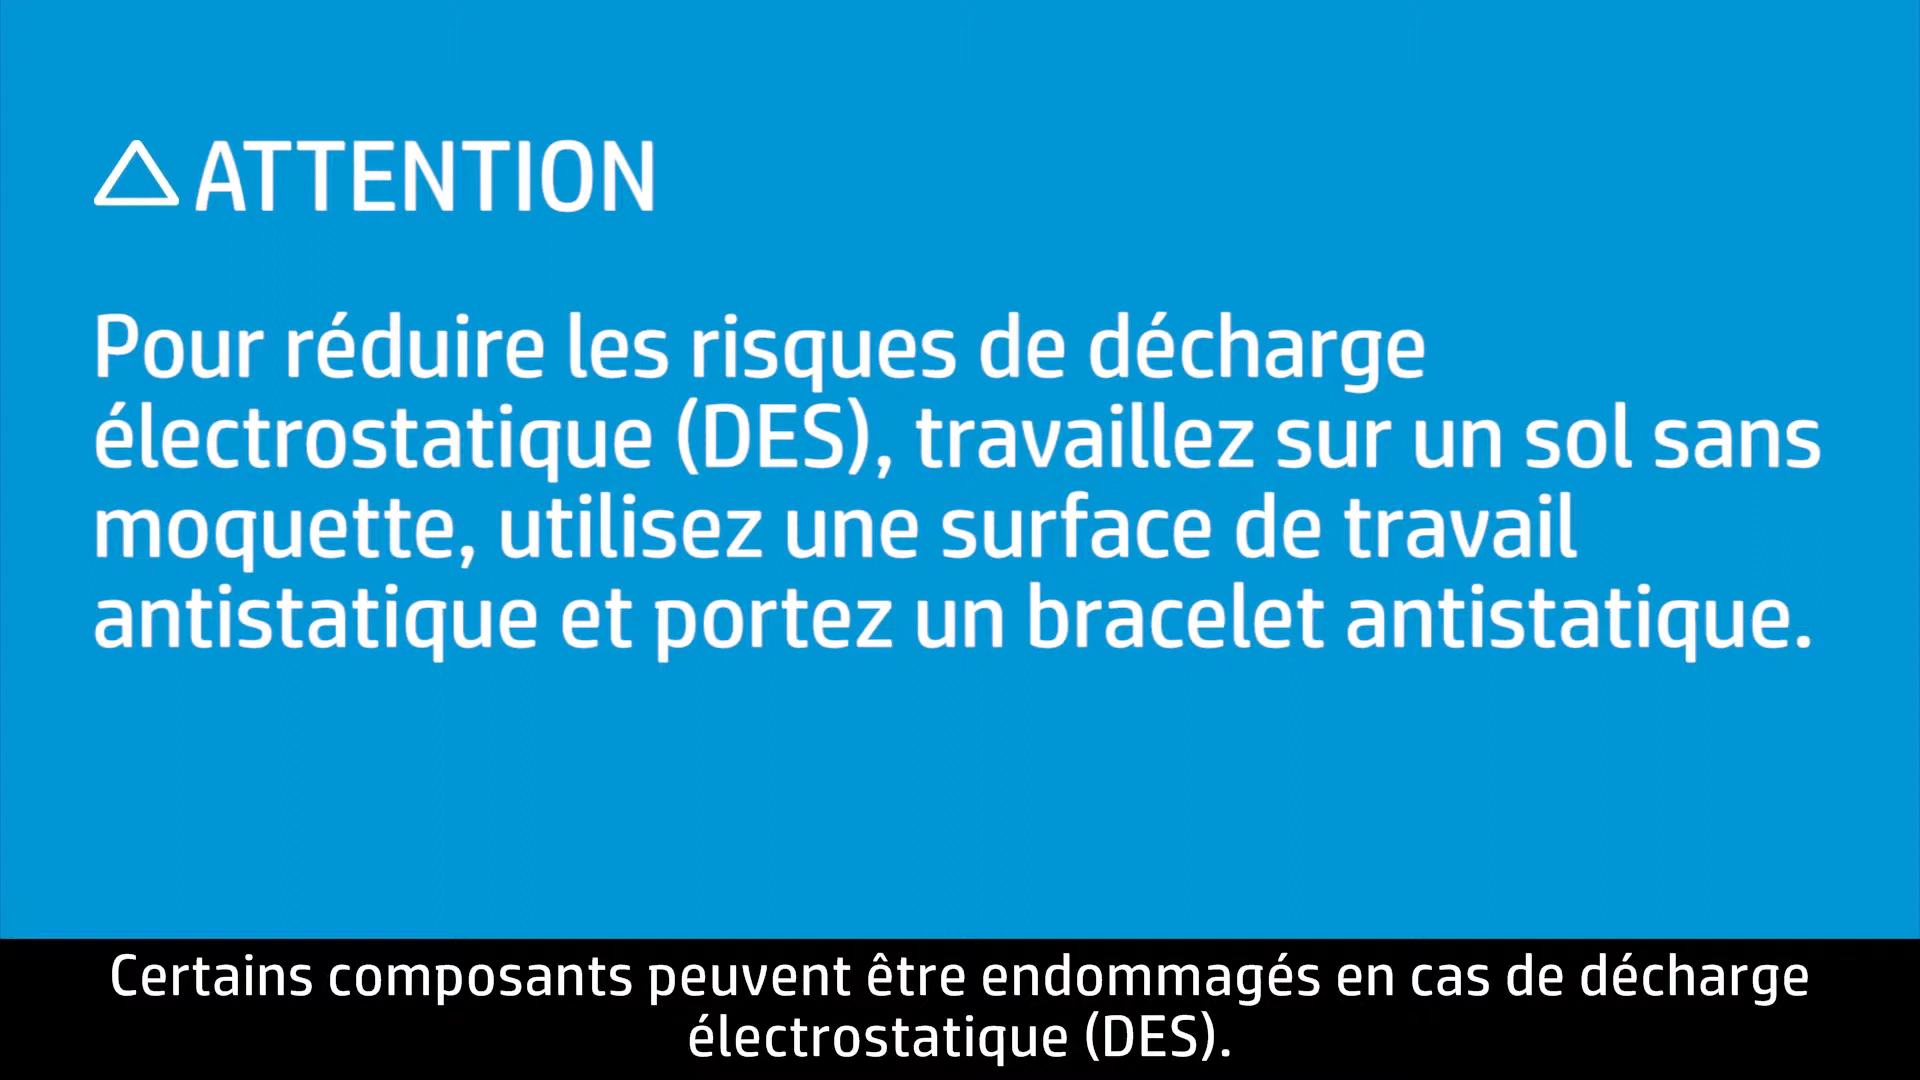 ATTENTION
Pour réduire les risques de décharge
électrostatique (DES), travaillez sur un sol sans
moquette, utilisez une surface de travail
antistatique et portez un bracelet antistatique.
Certains composants peuvent être endommagés en cas de décharge
électrostatique (DES).